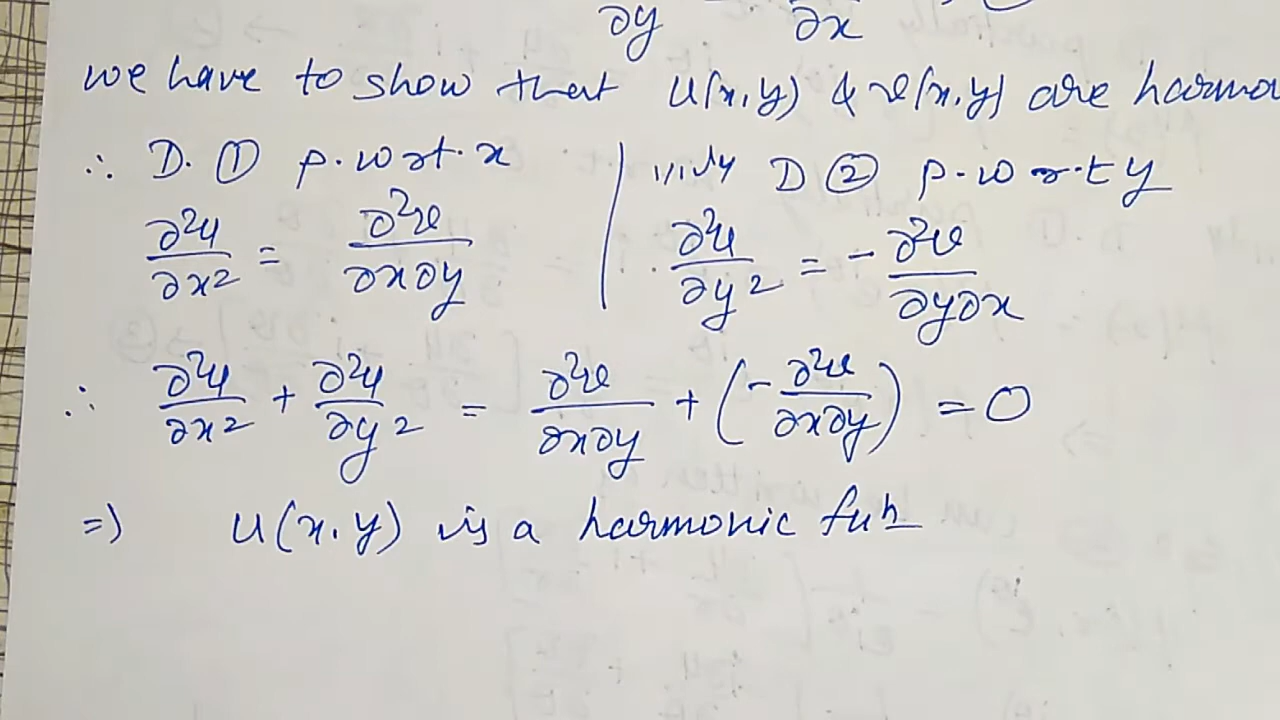 ∂y ∂x
we have to show that u(x,y) & v(x,y) are harmo
∴ D. ① p.w.r.t.x | |||ly D ② p.w.r.t y
∂²u/∂x² = ∂²v/∂x∂y | ∂²u/∂y² = - ∂²v/∂y∂x
∴ ∂²u/∂x² + ∂²u/∂y² = ∂²v/∂x∂y + (- ∂²v/∂x∂y) = 0
=> u(x,y) is a harmonic fun